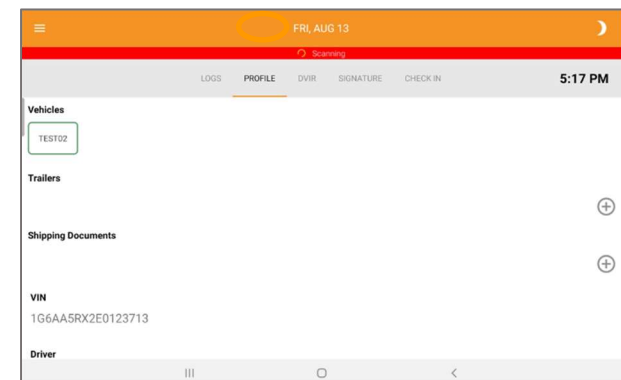 FRI, AUG 13
Scanning
LOGS PROFILE DVIR SIGNATURE CHECK IN 5:17 PM
Vehicles
TEST02
Trailers
Shipping Documents
VIN
1G6AA5RX2E0123713
Driver